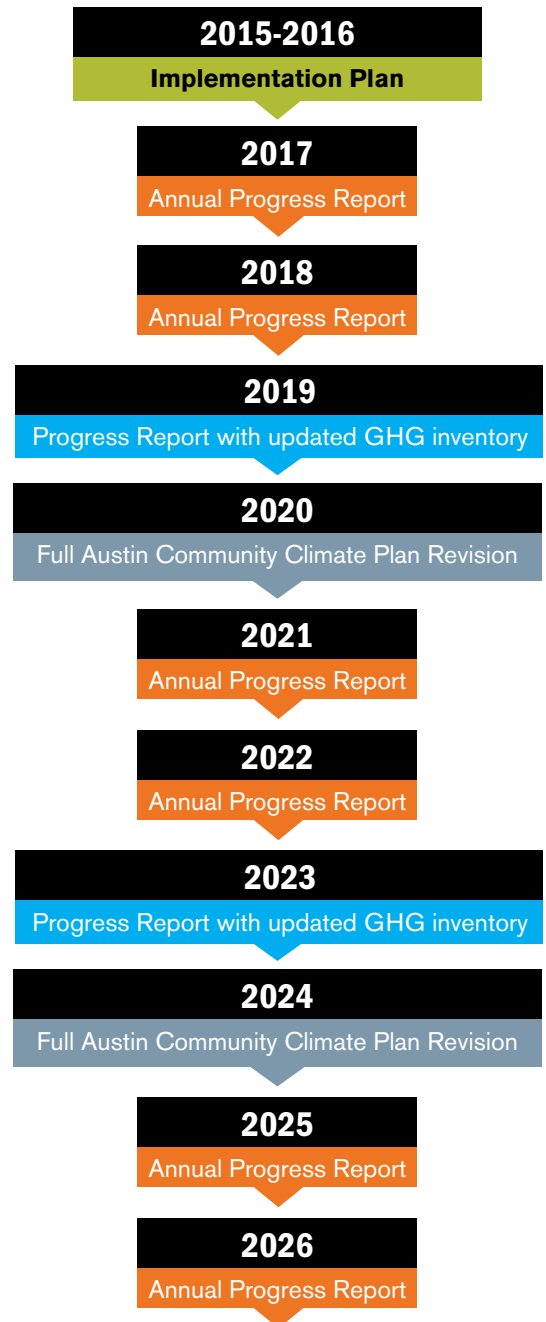 2015-2016
Implementation Plan
2017
Annual Progress Report
2018
Annual Progress Report
2019
Progress Report with updated GHG inventory
2020
Full Austin Community Climate Plan Revision
2021
Annual Progress Report
2022
Annual Progress Report
2023
Progress Report with updated GHG inventory
2024
Full Austin Community Climate Plan Revision
2025
Annual Progress Report
2026
Annual Progress Report